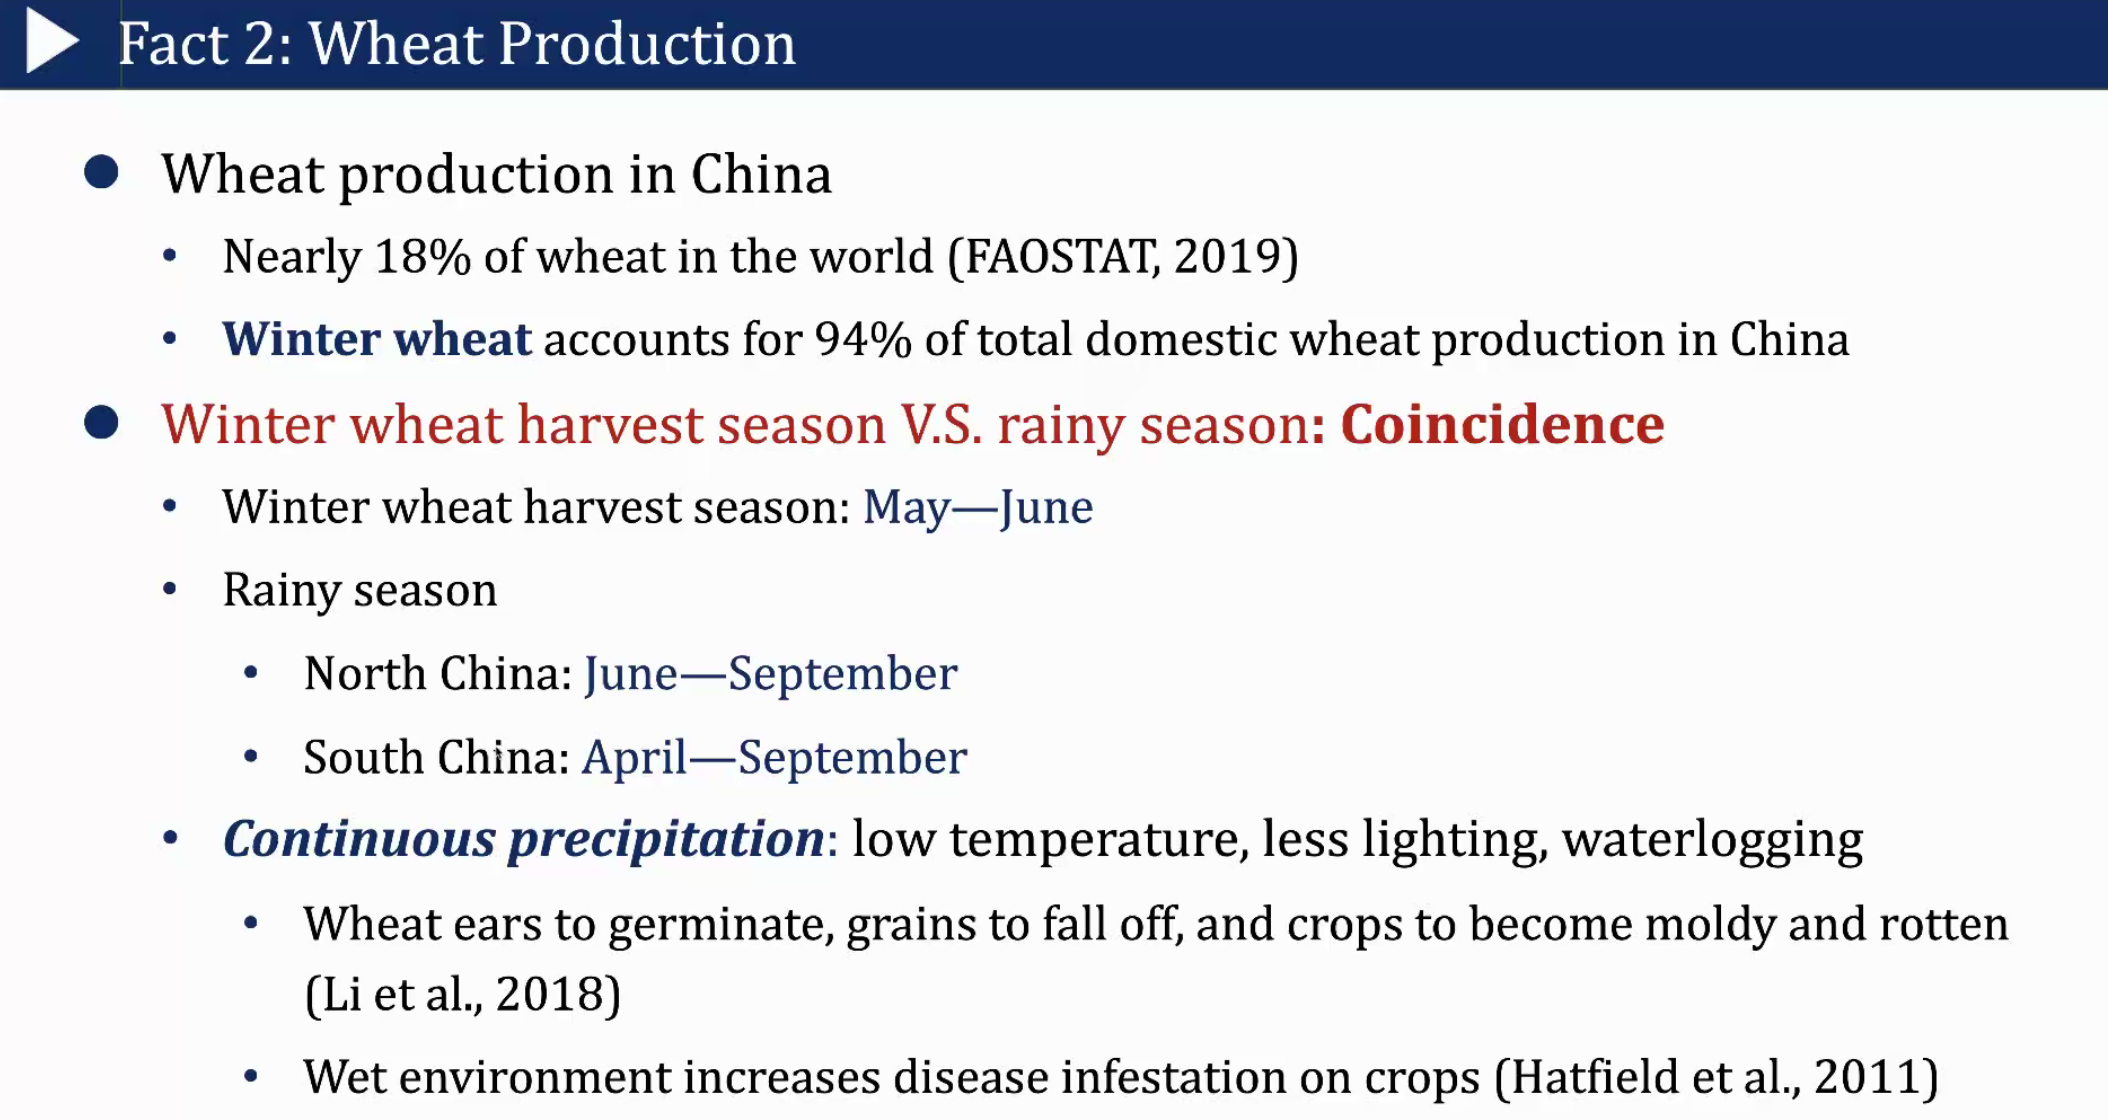 Fact 2: Wheat Production
● Wheat production in China
• Nearly 18% of wheat in the world (FAOSTAT, 2019)
• Winter wheat accounts for 94% of total domestic wheat production in China
● Winter wheat harvest season V.S. rainy season: Coincidence
• Winter wheat harvest season: May—June
• Rainy season
• North China: June—September
• South China: April—September
• Continuous precipitation: low temperature, less lighting, waterlogging
• Wheat ears to germinate, grains to fall off, and crops to become moldy and rotten
(Li et al., 2018)
• Wet environment increases disease infestation on crops (Hatfield et al., 2011)